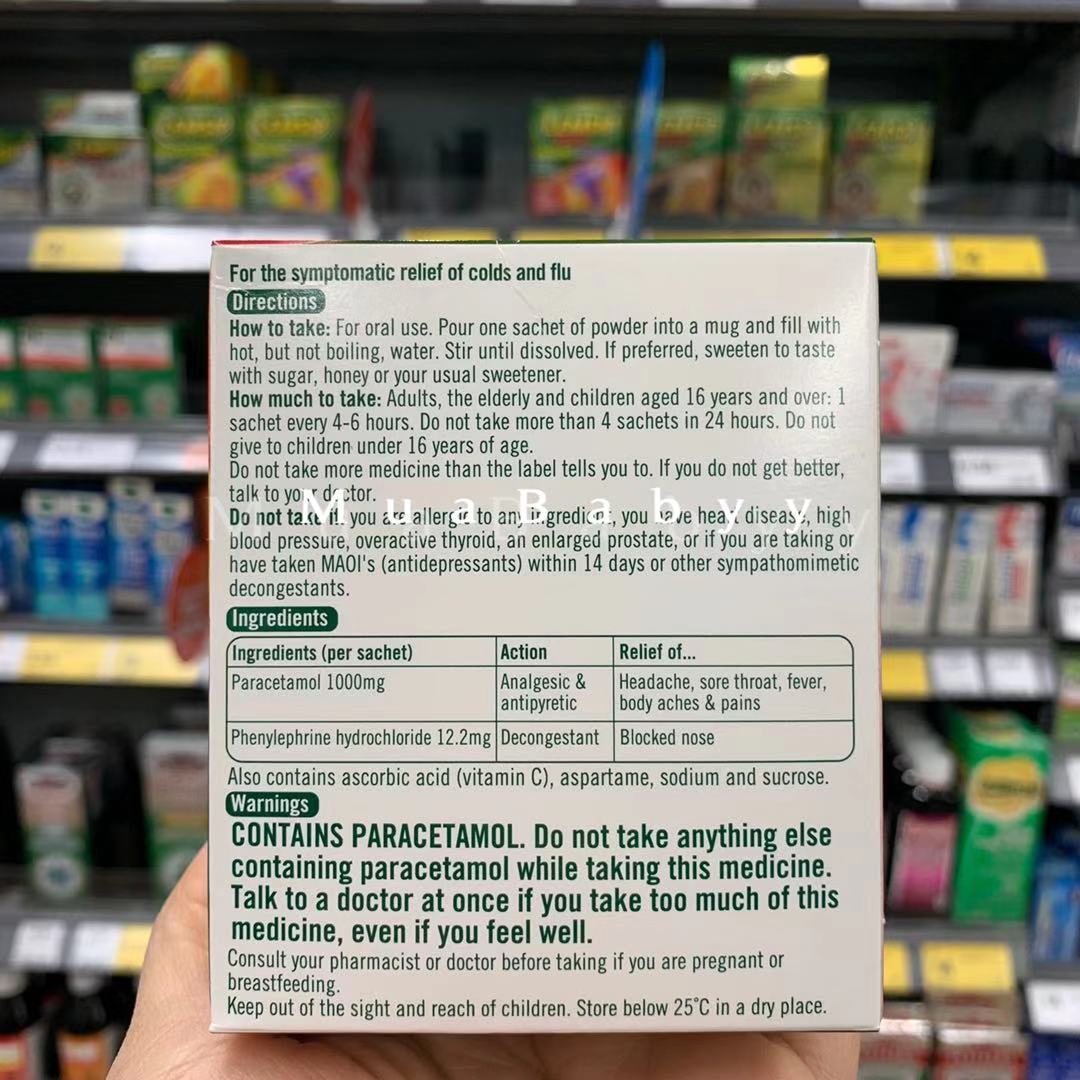 For the symptomatic relief of colds and flu
Directions
How to take: For oral use. Pour one sachet of powder into a mug and fill with
hot, but not boiling, water. Stir until dissolved. If preferred, sweeten to taste
with sugar, honey or your usual sweetener.
How much to take: Adults, the elderly and children aged 16 years and over: 1
sachet every 4-6 hours. Do not take more than 4 sachets in 24 hours. Do not
give to children under 16 years of age.
Do not take more medicine than the label tells you to. If you do not get better,
talk to your doctor.
MuaBabyy
Do not take if you are allergic to any ingredient, you have heart disease, high
blood pressure, overactive thyroid, an enlarged prostate, or if you are taking or
have taken MAOI's (antidepressants) within 14 days or other sympathomimetic
decongestants.
Ingredients
Ingredients (per sachet) Action Relief of...
Paracetamol 1000mg Analgesic & Headache, sore throat, fever,
antipyretic body aches & pains
Phenylephrine hydrochloride 12.2mg Decongestant Blocked nose
Also contains ascorbic acid (vitamin C), aspartame, sodium and sucrose.
Warnings
CONTAINS PARACETAMOL. Do not take anything else
containing paracetamol while taking this medicine.
Talk to a doctor at once if you take too much of this
medicine, even if you feel well.
Consult your pharmacist or doctor before taking if you are pregnant or
breastfeeding.
Keep out of the sight and reach of children. Store below 25°C in a dry place.